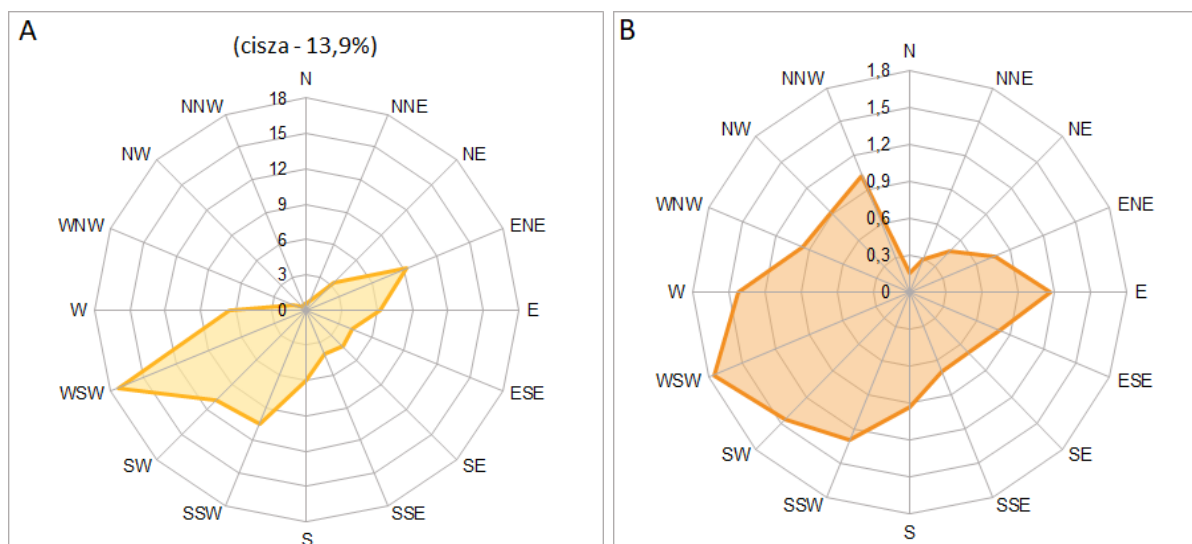 A
(cisza - 13,9%)
N
NNE
NE
ENE
E
ESE
SE
SSE
S
SSW
SW
WSW
W
WNW
NW
NNW
18
15
12
9
6
3
0
B
N
NNE
NE
ENE
E
ESE
SE
SSE
S
SSW
SW
WSW
W
WNW
NW
NNW
1,8
1,5
1,2
0,9
0,6
0,3
0